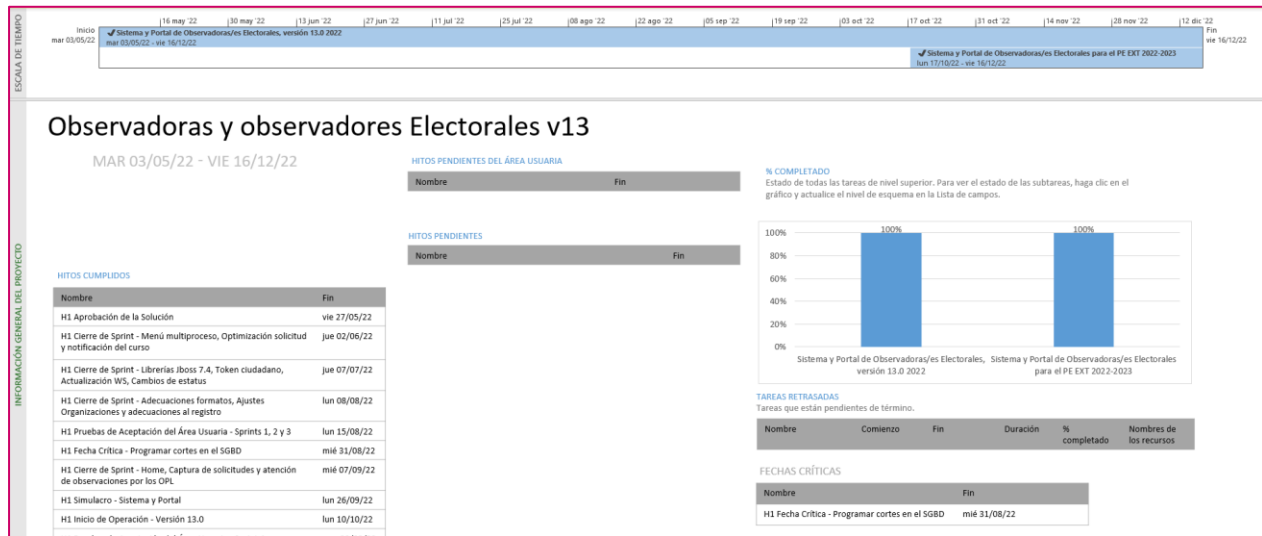 ESCALA DE TIEMPO
16 may '22 30 may '22 13 jun '22 27 jun '22 11 jul '22 25 jul '22 08 ago '22 22 ago '22 05 sep '22 19 sep '22 03 oct '22 17 oct '22 31 oct '22 14 nov '22 28 nov '22 12 dic '22
Inicio
mar 03/05/22
Sistema y Portal de Observadoras/es Electorales, versión 13.0 2022
mar 03/05/22 - vie 16/12/22
Fin
vie 16/12/22
Sistema y Portal de Observadoras/es Electorales para el PE EXT 2022-2023
lun 17/10/22 - vie 16/12/22
INFORMACIÓN GENERAL DEL PROYECTO
Observadoras y observadores Electorales v13
MAR 03/05/22 - VIE 16/12/22
HITOS CUMPLIDOS
Nombre Fin
H1 Aprobación de la Solución vie 27/05/22
H1 Cierre de Sprint - Menú multiproceso, Optimización solicitud jue 02/06/22
y notificación del curso
H1 Cierre de Sprint - Librerías Jboss 7.4, Token ciudadano, jue 07/07/22
Actualización WS, Cambios de estatus
H1 Cierre de Sprint - Adecuaciones formatos, Ajustes lun 08/08/22
Organizaciones y adecuaciones al registro
H1 Pruebas de Aceptación del Área Usuaria - Sprints 1, 2 y 3 lun 15/08/22
H1 Fecha Crítica - Programar cortes en el SGBD mié 31/08/22
H1 Cierre de Sprint - Home, Captura de solicitudes y atención mié 07/09/22
de observaciones por los OPL
H1 Simulacro - Sistema y Portal lun 26/09/22
H1 Inicio de Operación - Versión 13.0 lun 10/10/22
HITOS PENDIENTES DEL ÁREA USUARIA
Nombre Fin
HITOS PENDIENTES
Nombre Fin
% COMPLETADO
Estado de todas las tareas de nivel superior. Para ver el estado de las subtareas, haga clic en el
gráfico y actualice el nivel de esquema en la Lista de campos.
100%
80%
60%
40%
20%
0%
100% 100%
Sistema y Portal de Observadoras/es Electorales,
versión 13.0 2022
Sistema y Portal de Observadoras/es Electorales
para el PE EXT 2022-2023
TAREAS RETRASADAS
Tareas que están pendientes de término.
Nombre Comienzo Fin Duración % completado Nombres de los recursos
FECHAS CRÍTICAS
Nombre Fin
H1 Fecha Crítica - Programar cortes en el SGBD mié 31/08/22